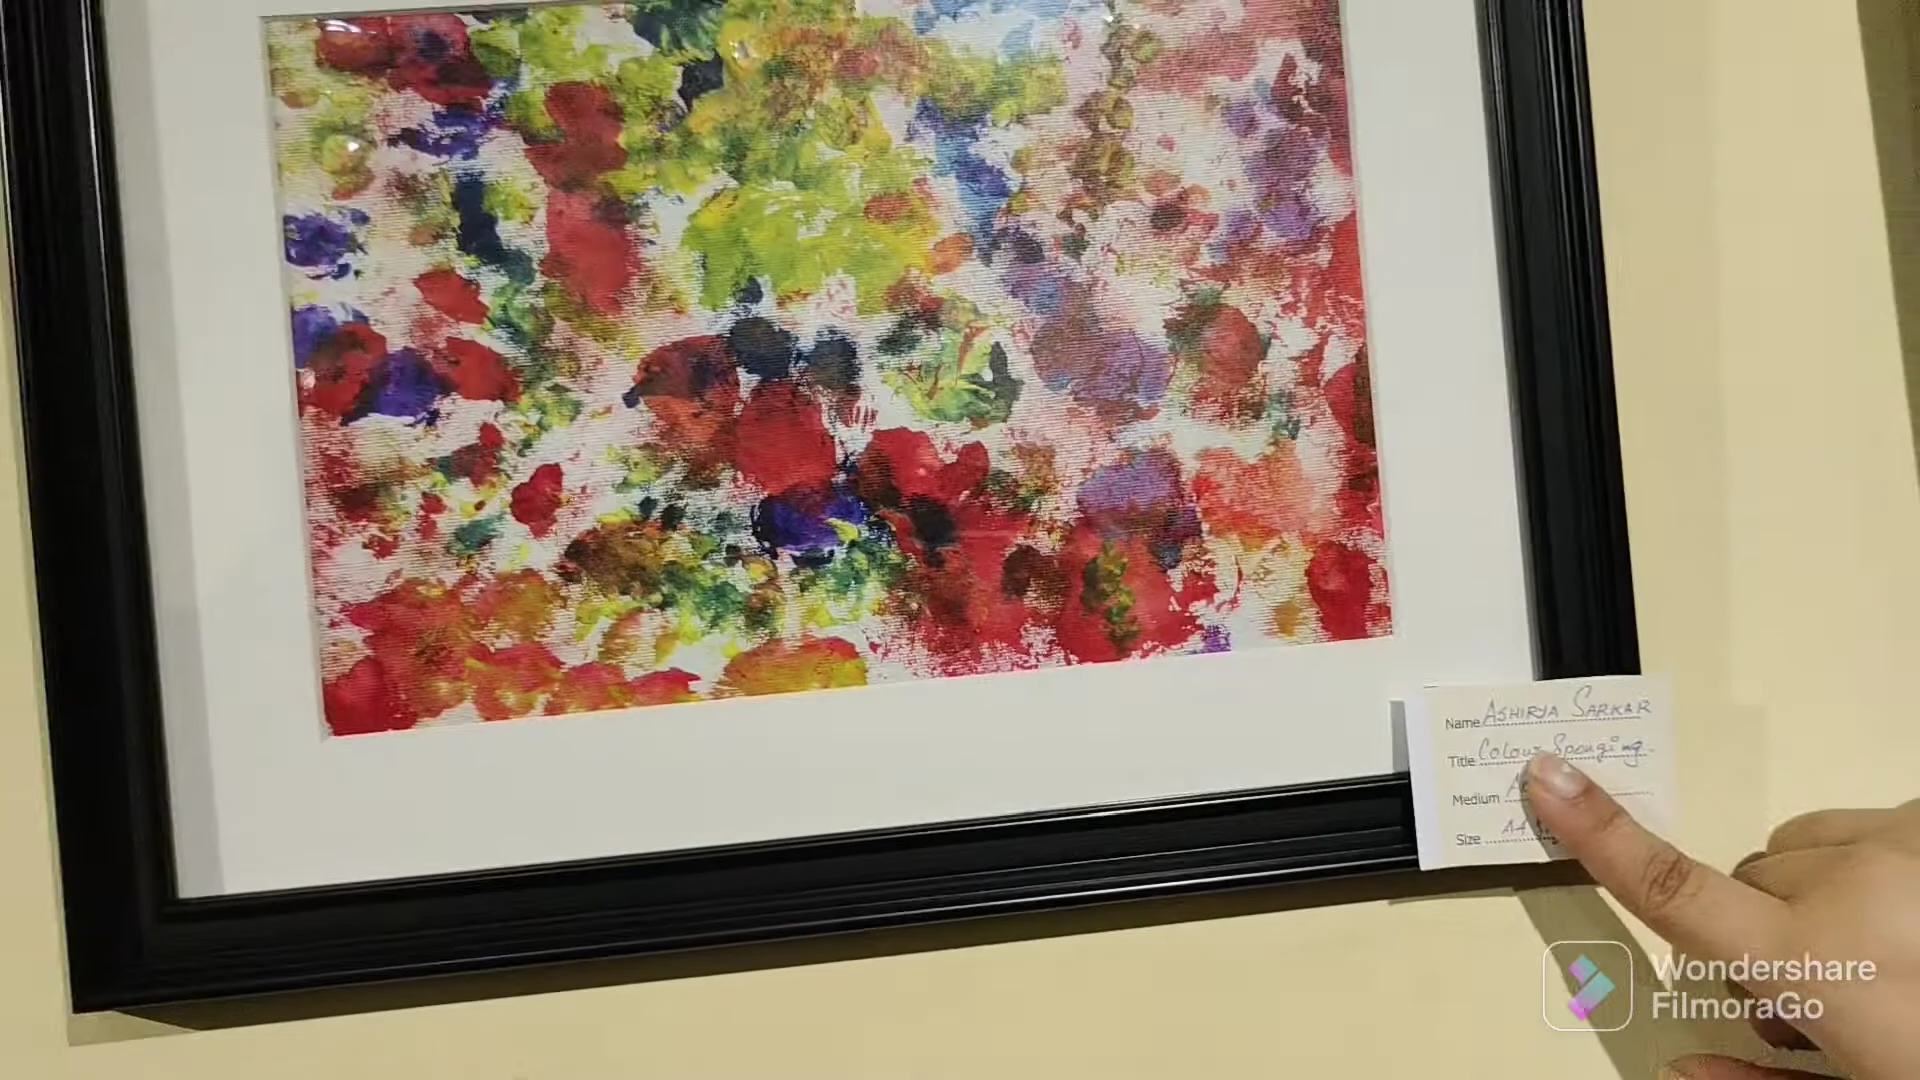 Name ASHIRYA SARKAR
Title Colour Sponging
Medium
Size A4
Wondershare
FilmoraGo